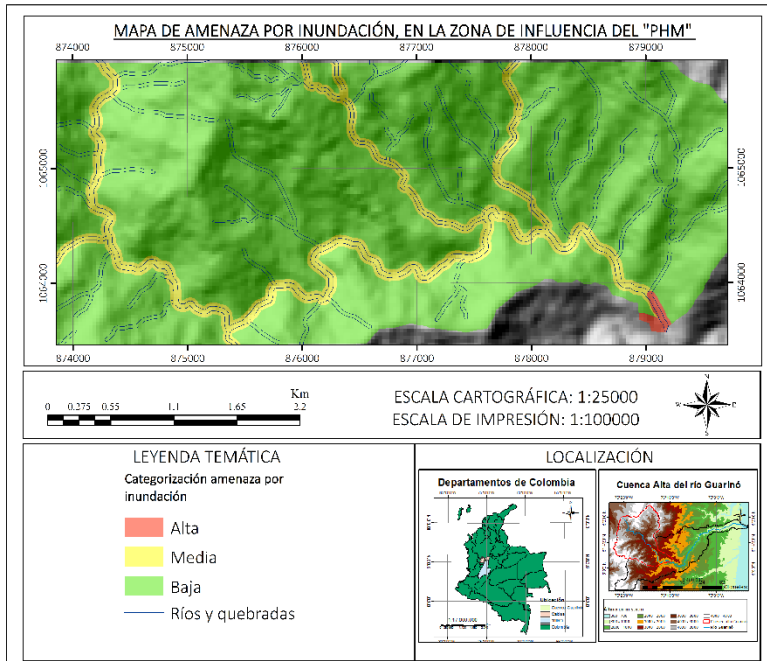 MAPA DE AMENAZA POR INUNDACIÓN, EN LA ZONA DE INFLUENCIA DEL "PHM"
874000 875000 876000 877000 878000 879000
1065000 1065000
1064000 1064000
874000 875000 876000 877000 878000 879000
Km
0 0.275 0.55 1.1 1.65 2.2
ESCALA CARTOGRÁFICA: 1:25000
ESCALA DE IMPRESIÓN: 1:100000
N
W E
S
LEYENDA TEMÁTICA
Categorización amenaza por
inundación
Alta
Media
Baja
Ríos y quebradas
LOCALIZACIÓN
Departamentos de Colombia
Ubicación
Colombia
Cuenca Alta del río Guarinó